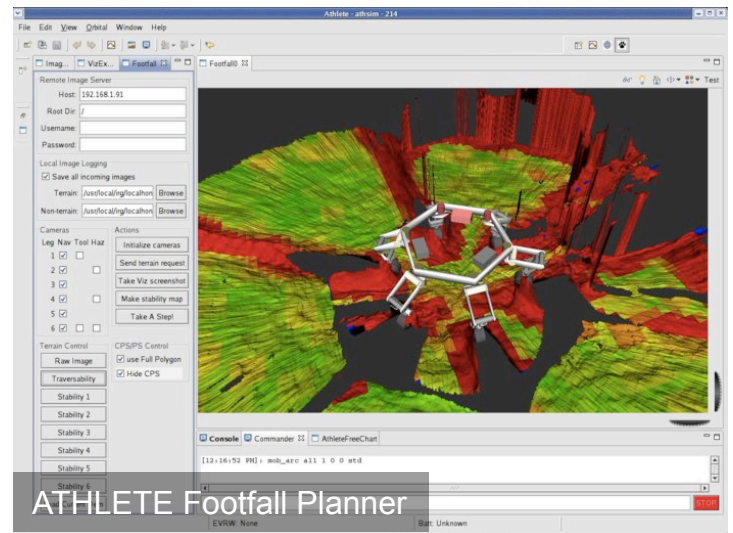 Athlete - athsim - 214
File Edit View Orbital Window Help
Imag... VizEx... Footfall
Footfall0
Test
Remote Image Server
Host: 192.168.1.91
Root Dir: /
Username:
Password:
Local Image Logging
Save all incoming images
Terrain: /usr/local/irg/localhon Browse
Non-terrain: /usr/local/irg/localhon Browse
Cameras
Leg Nav Tool Haz
1
2
3
4
5
6
Actions
Initialize cameras
Send terrain request
Take Viz screenshot
Make stability map
Take A Step!
Terrain Control
Raw Image
Traversability
Stability 1
Stability 2
Stability 3
Stability 4
Stability 5
Stability 6
CPS/PS Control
use Full Polygon
Hide CPS
Console Commander AthleteFreeChart
[12:16:52 PM]: mob_arc all 1 0 0 std
STOP
EVRW: None
Batt: Unknown
ATHLETE Footfall Planner